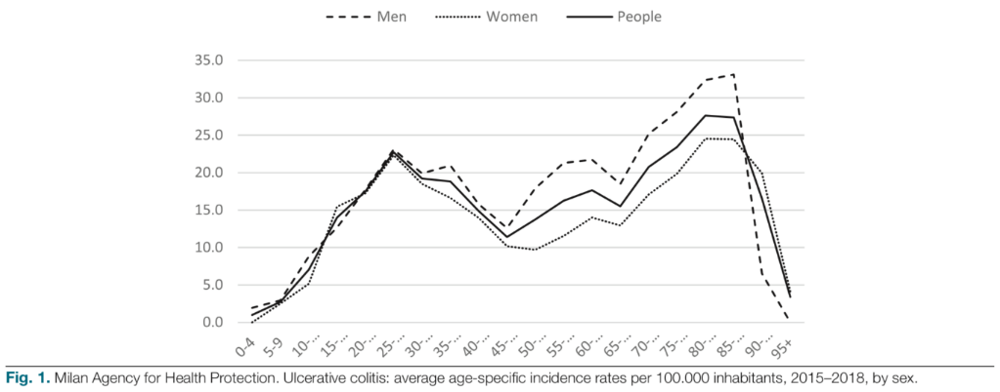 Men Women People
35.0
30.0
25.0
20.0
15.0
10.0
5.0
0.0
0-4 5-9 10-... 15-... 20-... 25-... 30-... 35-... 40-... 45-... 50-... 55-... 60-... 65-... 70-... 75-... 80-... 85-... 90-... 95+
Fig. 1. Milan Agency for Health Protection. Ulcerative colitis: average age-specific incidence rates per 100.000 inhabitants, 2015–2018, by sex.